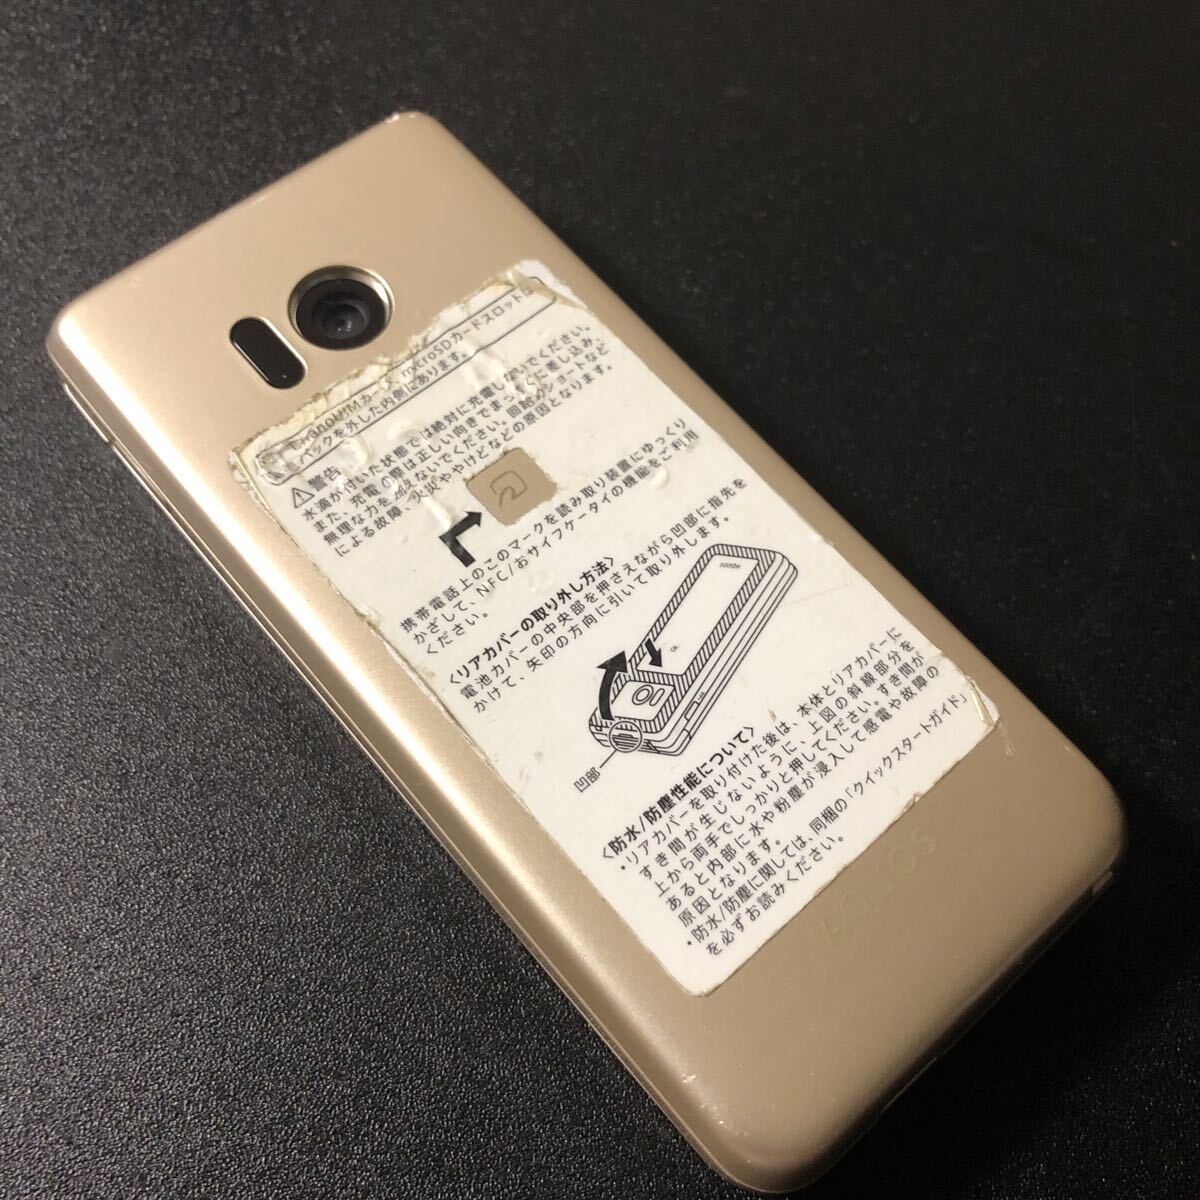 nanoUIMカード、microSDカードスロットは
パックを外した内側にあります。
⚠警告
水滴が付いた状態では絶対に充電しないでください。
また、充電の際は正しい向きでまっすぐに差し込み、
無理な力を加えないでください。回路のショートなど
による故障、火災やけどなどの原因となります。
携帯電話上のこのマークを読み取り装置にゆっくり
かざして、NFC/おサイフケータイの機能をご利用
ください。
〈リアカバーの取り外し方法〉
電池カバーの中央部を押さえながら凹部に指先を
かけて、矢印の方向に引いて取り外します。
AQUOS
凹部
〈防水/防塵性能について〉
・リアカバーを取り付けた後は、本体とリアカバーに
すき間が生じないように、上図の斜線部分を
上から両手でしっかりと押してください。すき間が
あると内部に水や粉塵が浸入して感電や故障の
原因となります。
・防水/防塵に関しては、同梱の「クイックスタートガイド」
を必ずお読みください。
AQUOS